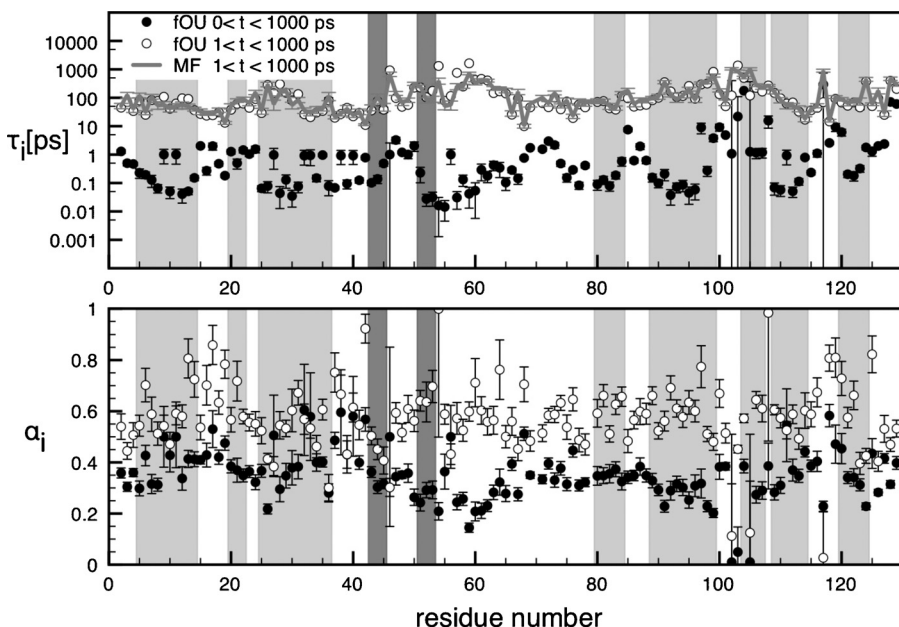 fOU 0< t < 1000 ps
fOU 1< t < 1000 ps
MF 1< t < 1000 ps
10000
1000
100
10
1
0.1
0.01
0.001
τi[ps]
0 20 40 60 80 100 120
1
0.8
0.6
0.4
0.2
0
αi
0 20 40 60 80 100 120
residue number